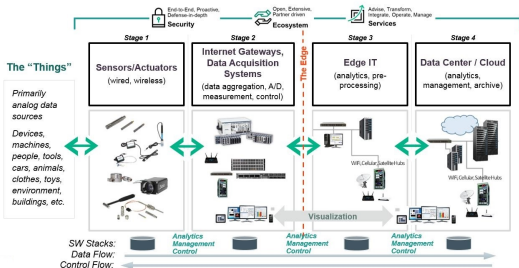 End-to-End, Proactive,
Defense-in-depth
Security
Open, Extensive,
Partner driven
Ecosystem
Advise, Transform,
Integrate, Operate, Manage
Services
Stage 1
Stage 2
Stage 3
Stage 4
The "Things"
Sensors/Actuators
(wired, wireless)
Internet Gateways,
Data Acquisition
Systems
(data aggregation, A/D,
measurement, control)
The Edge
Edge IT
(analytics, pre-
processing)
Data Center / Cloud
(analytics,
management, archive)
Primarily
analog data
sources
Devices,
machines,
people, tools,
cars, animals,
clothes, toys,
environment,
buildings, etc.
WIFI,Cellular,SatelliteHubs
WIFI,Cellular,SatelliteHubs
Visualization
SW Stacks:
Analytics
Management
Control
Analytics
Management
Control
Analytics
Management
Control
Data Flow:
Control Flow: